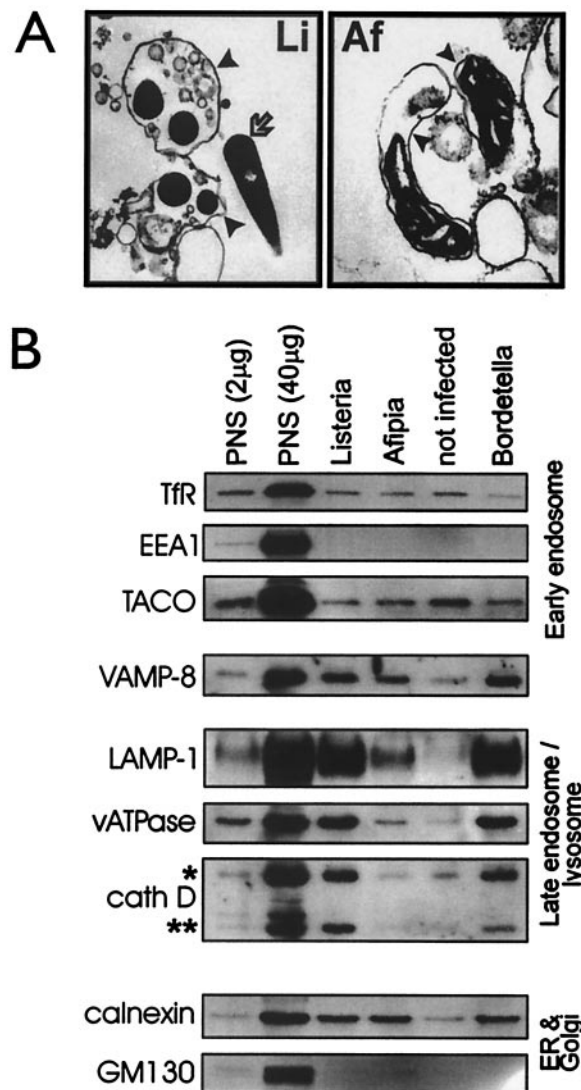 A
Li
Af
B
PNS (2µg)
PNS (40µg)
Listeria
Afipia
not infected
Bordetella
TfR
EEA1
TACO
Early endosome
VAMP-8
LAMP-1
vATPase
*
cath D
**
Late endosome /
lysosome
calnexin
GM130
ER &
Golgi